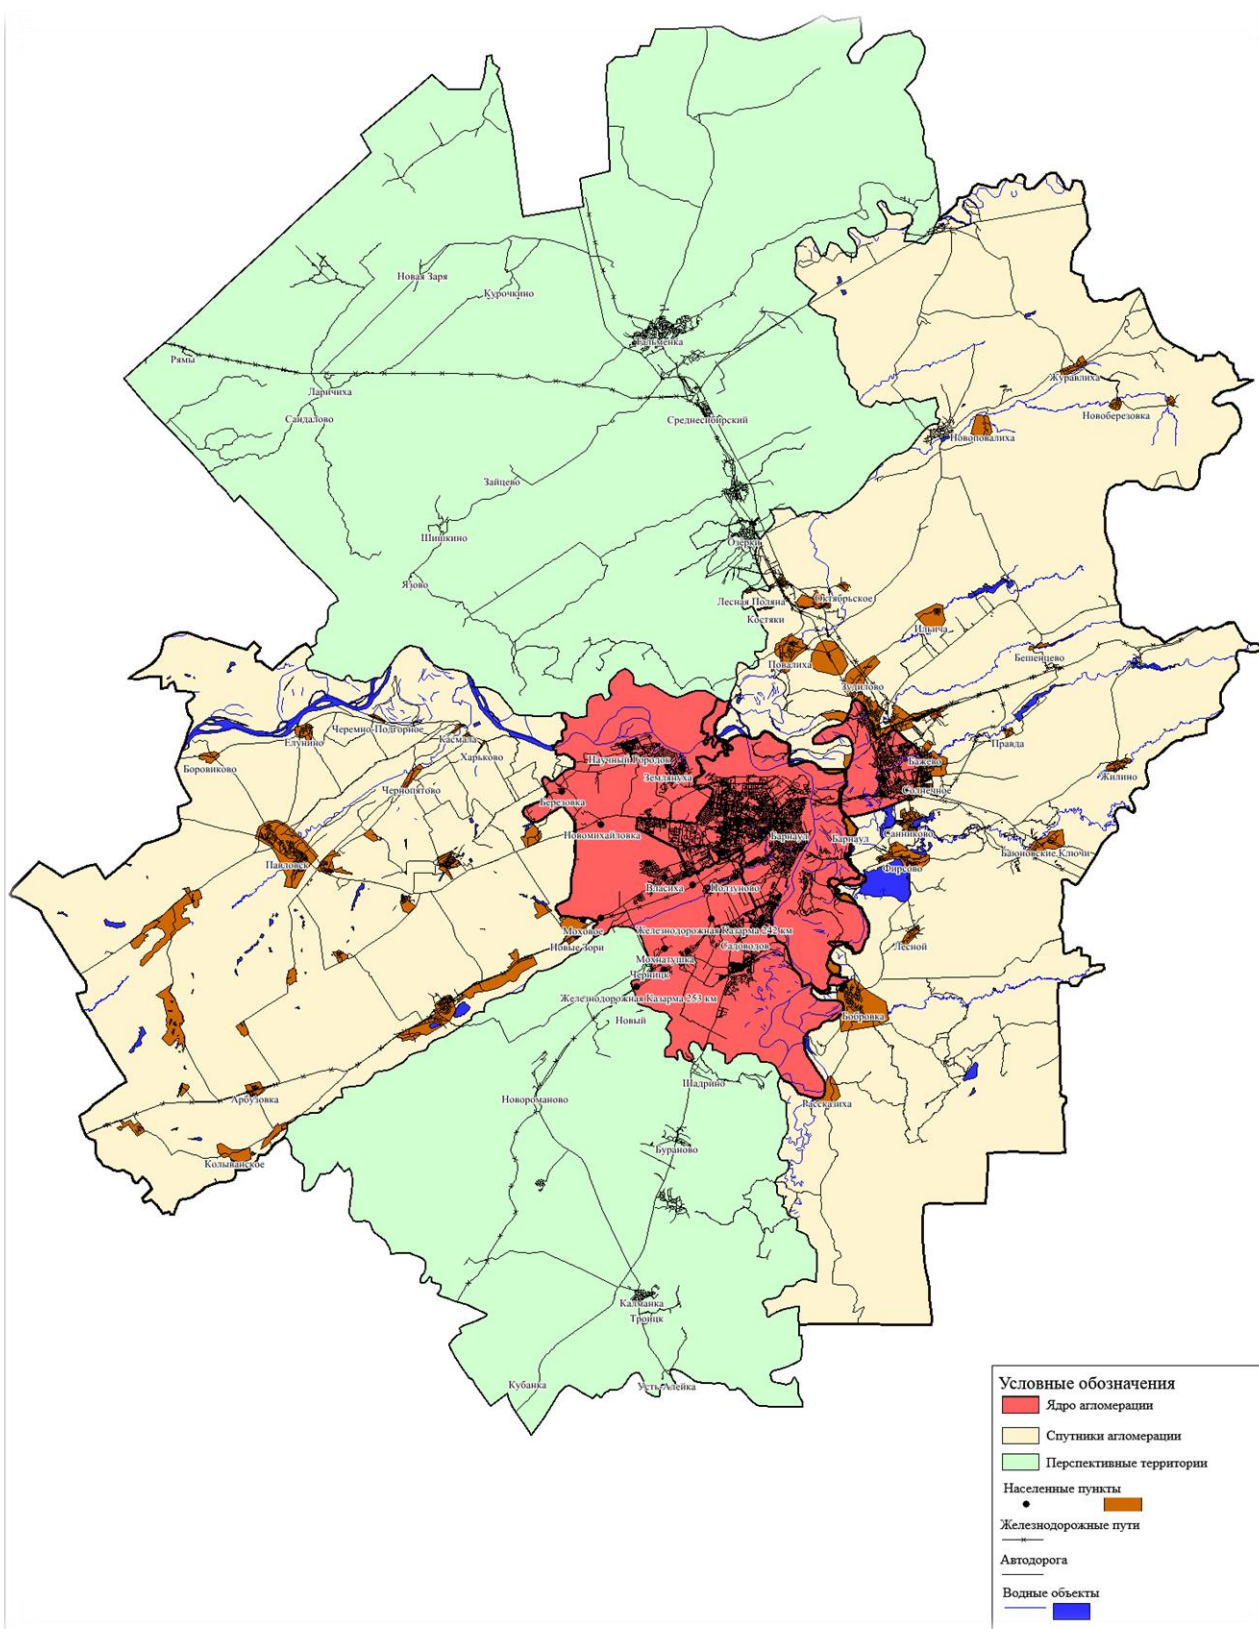 Новая Заря
Курочкино
Тальменка
Рямы
Ларичиха
Сандалово
Среднесибирский
Журавлиха
Новоберезовка
Новоповалиха
Зайцево
Шишкино
Озерки
Язово
Лесная Поляна
Октябрьское
Костяки
Ильича
Повалиха
Бешенцево
Зудилово
Черемно-Подгорное
Елунино
Касмала
Харьково
Боровиково
Чернопятово
Научный Городок
Землянуха
Правда
Бажево
Жилино
Солнечное
Березовка
Новомихайловка
Барнаул
Барнаул
Санниково
Баюновские Ключи
Фирсово
Павловск
Власиха
Ползуново
Моховое
Железнодорожная Казарма 242 км
Новые Зори
Садоводов
Лесной
Мохнатушка
Черницк
Железнодорожная Казарма 253 км
Новый
Бобровка
Шадрино
Арбузовка
Новороманово
Рассказиха
Бураново
Колыванское
Калманка
Троицк
Кубанка
Усть-Алейка
Условные обозначения
Ядро агломерации
Спутники агломерации
Перспективные территории
Населенные пункты
Железнодорожные пути
Автодорога
Водные объекты